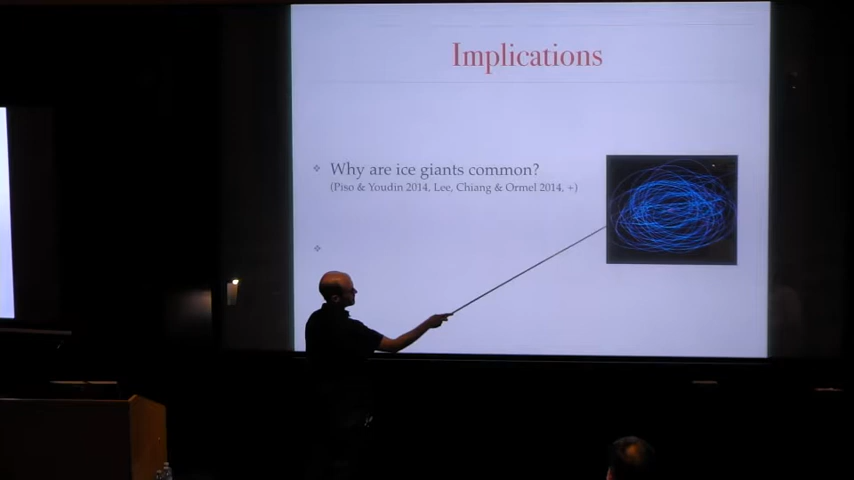 Implications
Why are ice giants common?
(Piso & Youdin 2014, Lee, Chiang & Ormel 2014, +)